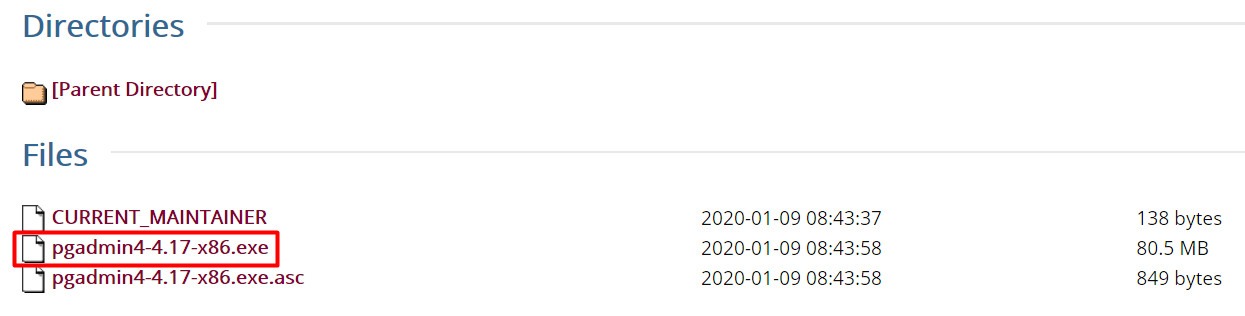 Directories
[Parent Directory]
Files
CURRENT_MAINTAINER 2020-01-09 08:43:37 138 bytes
pgadmin4-4.17-x86.exe 2020-01-09 08:43:58 80.5 MB
pgadmin4-4.17-x86.exe.asc 2020-01-09 08:43:58 849 bytes